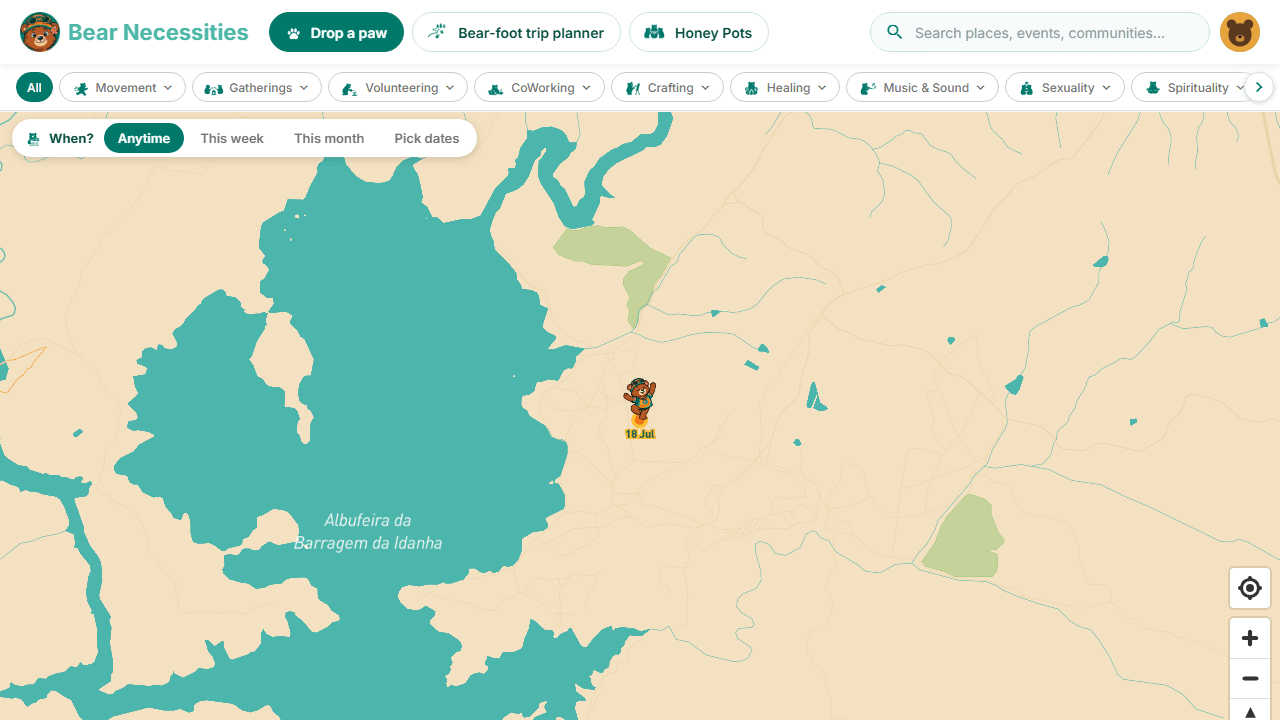 Bear Necessities
Drop a paw
Bear-foot trip planner
Honey Pots
Search places, events, communities...
All
Movement
Gatherings
Volunteering
CoWorking
Crafting
Healing
Music & Sound
Sexuality
Spirituality
When?
Anytime
This week
This month
Pick dates
18 Jul
Albufeira da
Barragem da Idanha